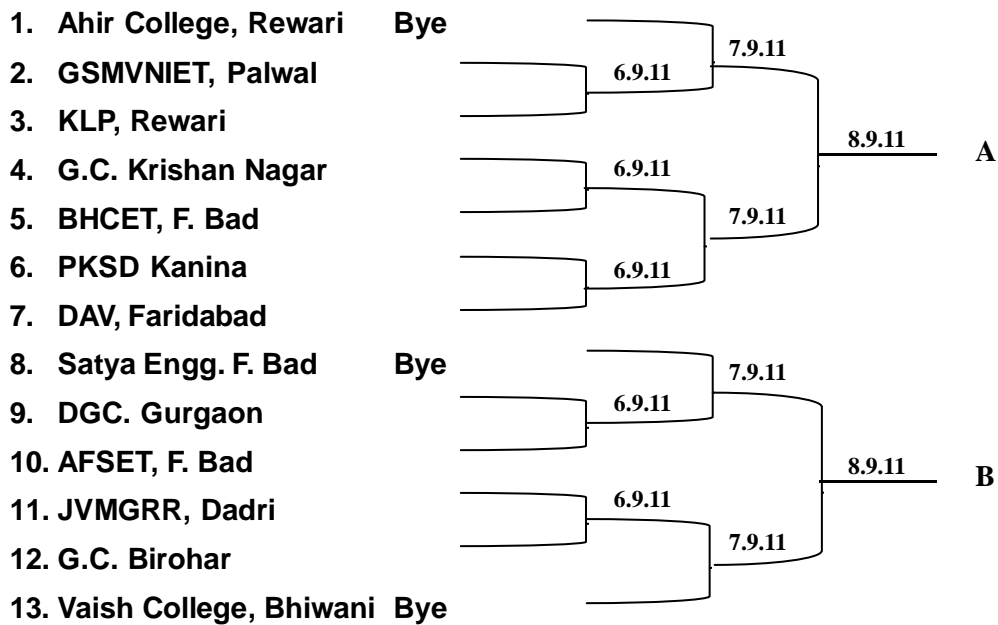 1. Ahir College, Rewari Bye
7.9.11
2. GSMVNIET, Palwal
6.9.11
3. KLP, Rewari
8.9.11
A
4. G.C. Krishan Nagar
6.9.11
5. BHCET, F. Bad
7.9.11
6. PKSD Kanina
6.9.11
7. DAV, Faridabad
8. Satya Engg. F. Bad Bye
7.9.11
9. DGC. Gurgaon
6.9.11
10. AFSET, F. Bad
8.9.11
B
11. JVMGRR, Dadri
6.9.11
12. G.C. Birohar
7.9.11
13. Vaish College, Bhiwani Bye